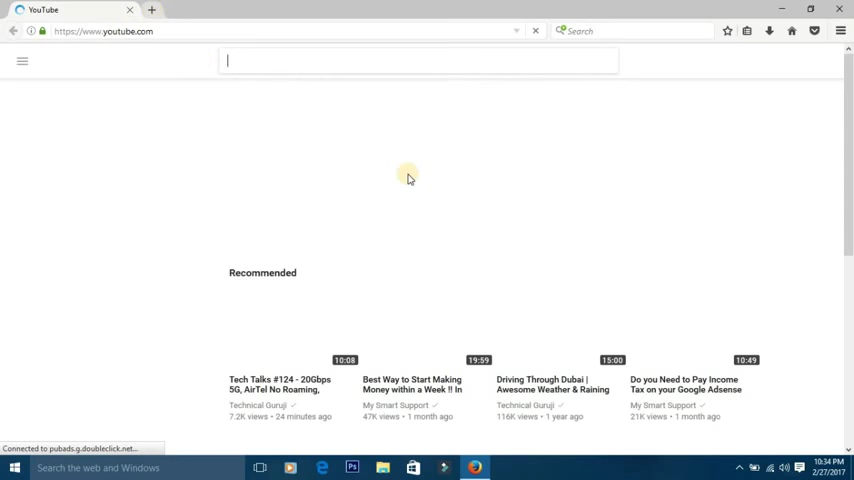 YouTube
https://www.youtube.com
Search
Recommended
10:08
19:59
15:00
10:49
Tech Talks #124 - 20Gbps
5G, AirTel No Roaming,
Technical Guruji
7.2K views • 24 minutes ago
Best Way to Start Making
Money within a Week !! In
My Smart Support
47K views • 1 month ago
Driving Through Dubai |
Awesome Weather & Raining
Technical Guruji
116K views • 1 year ago
Do you Need to Pay Income
Tax on your Google Adsense
My Smart Support
21K views • 1 month ago
Connected to pubads.g.doubleclick.net...
Search the web and Windows
Ps
10:34 PM
2/27/2017